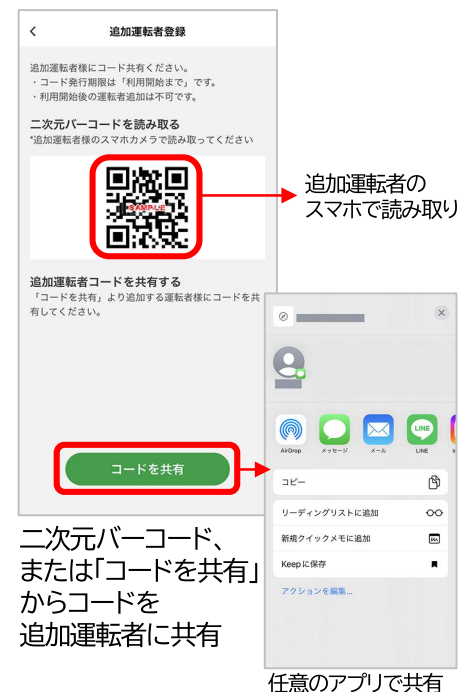 追加運転者登録
追加運転者様にコード共有ください。
・コード発行期限は「利用開始まで」です。
・利用開始後の運転者追加は不可です。
二次元バーコードを読み取る
*追加運転者様のスマホカメラで読み取ってください
SAMPLE
追加運転者の
スマホで読み取り
追加運転者コードを共有する
「コードを共有」より追加する運転者様にコードを共
有してください。
コードを共有
二次元バーコード、
または「コードを共有」
からコードを
追加運転者に共有
AirDrop
メッセージ
メール
LINE
LINE
コピー
リーディングリストに追加
新規クイックメモに追加
Keepに保存
アクションを編集...
任意のアプリで共有